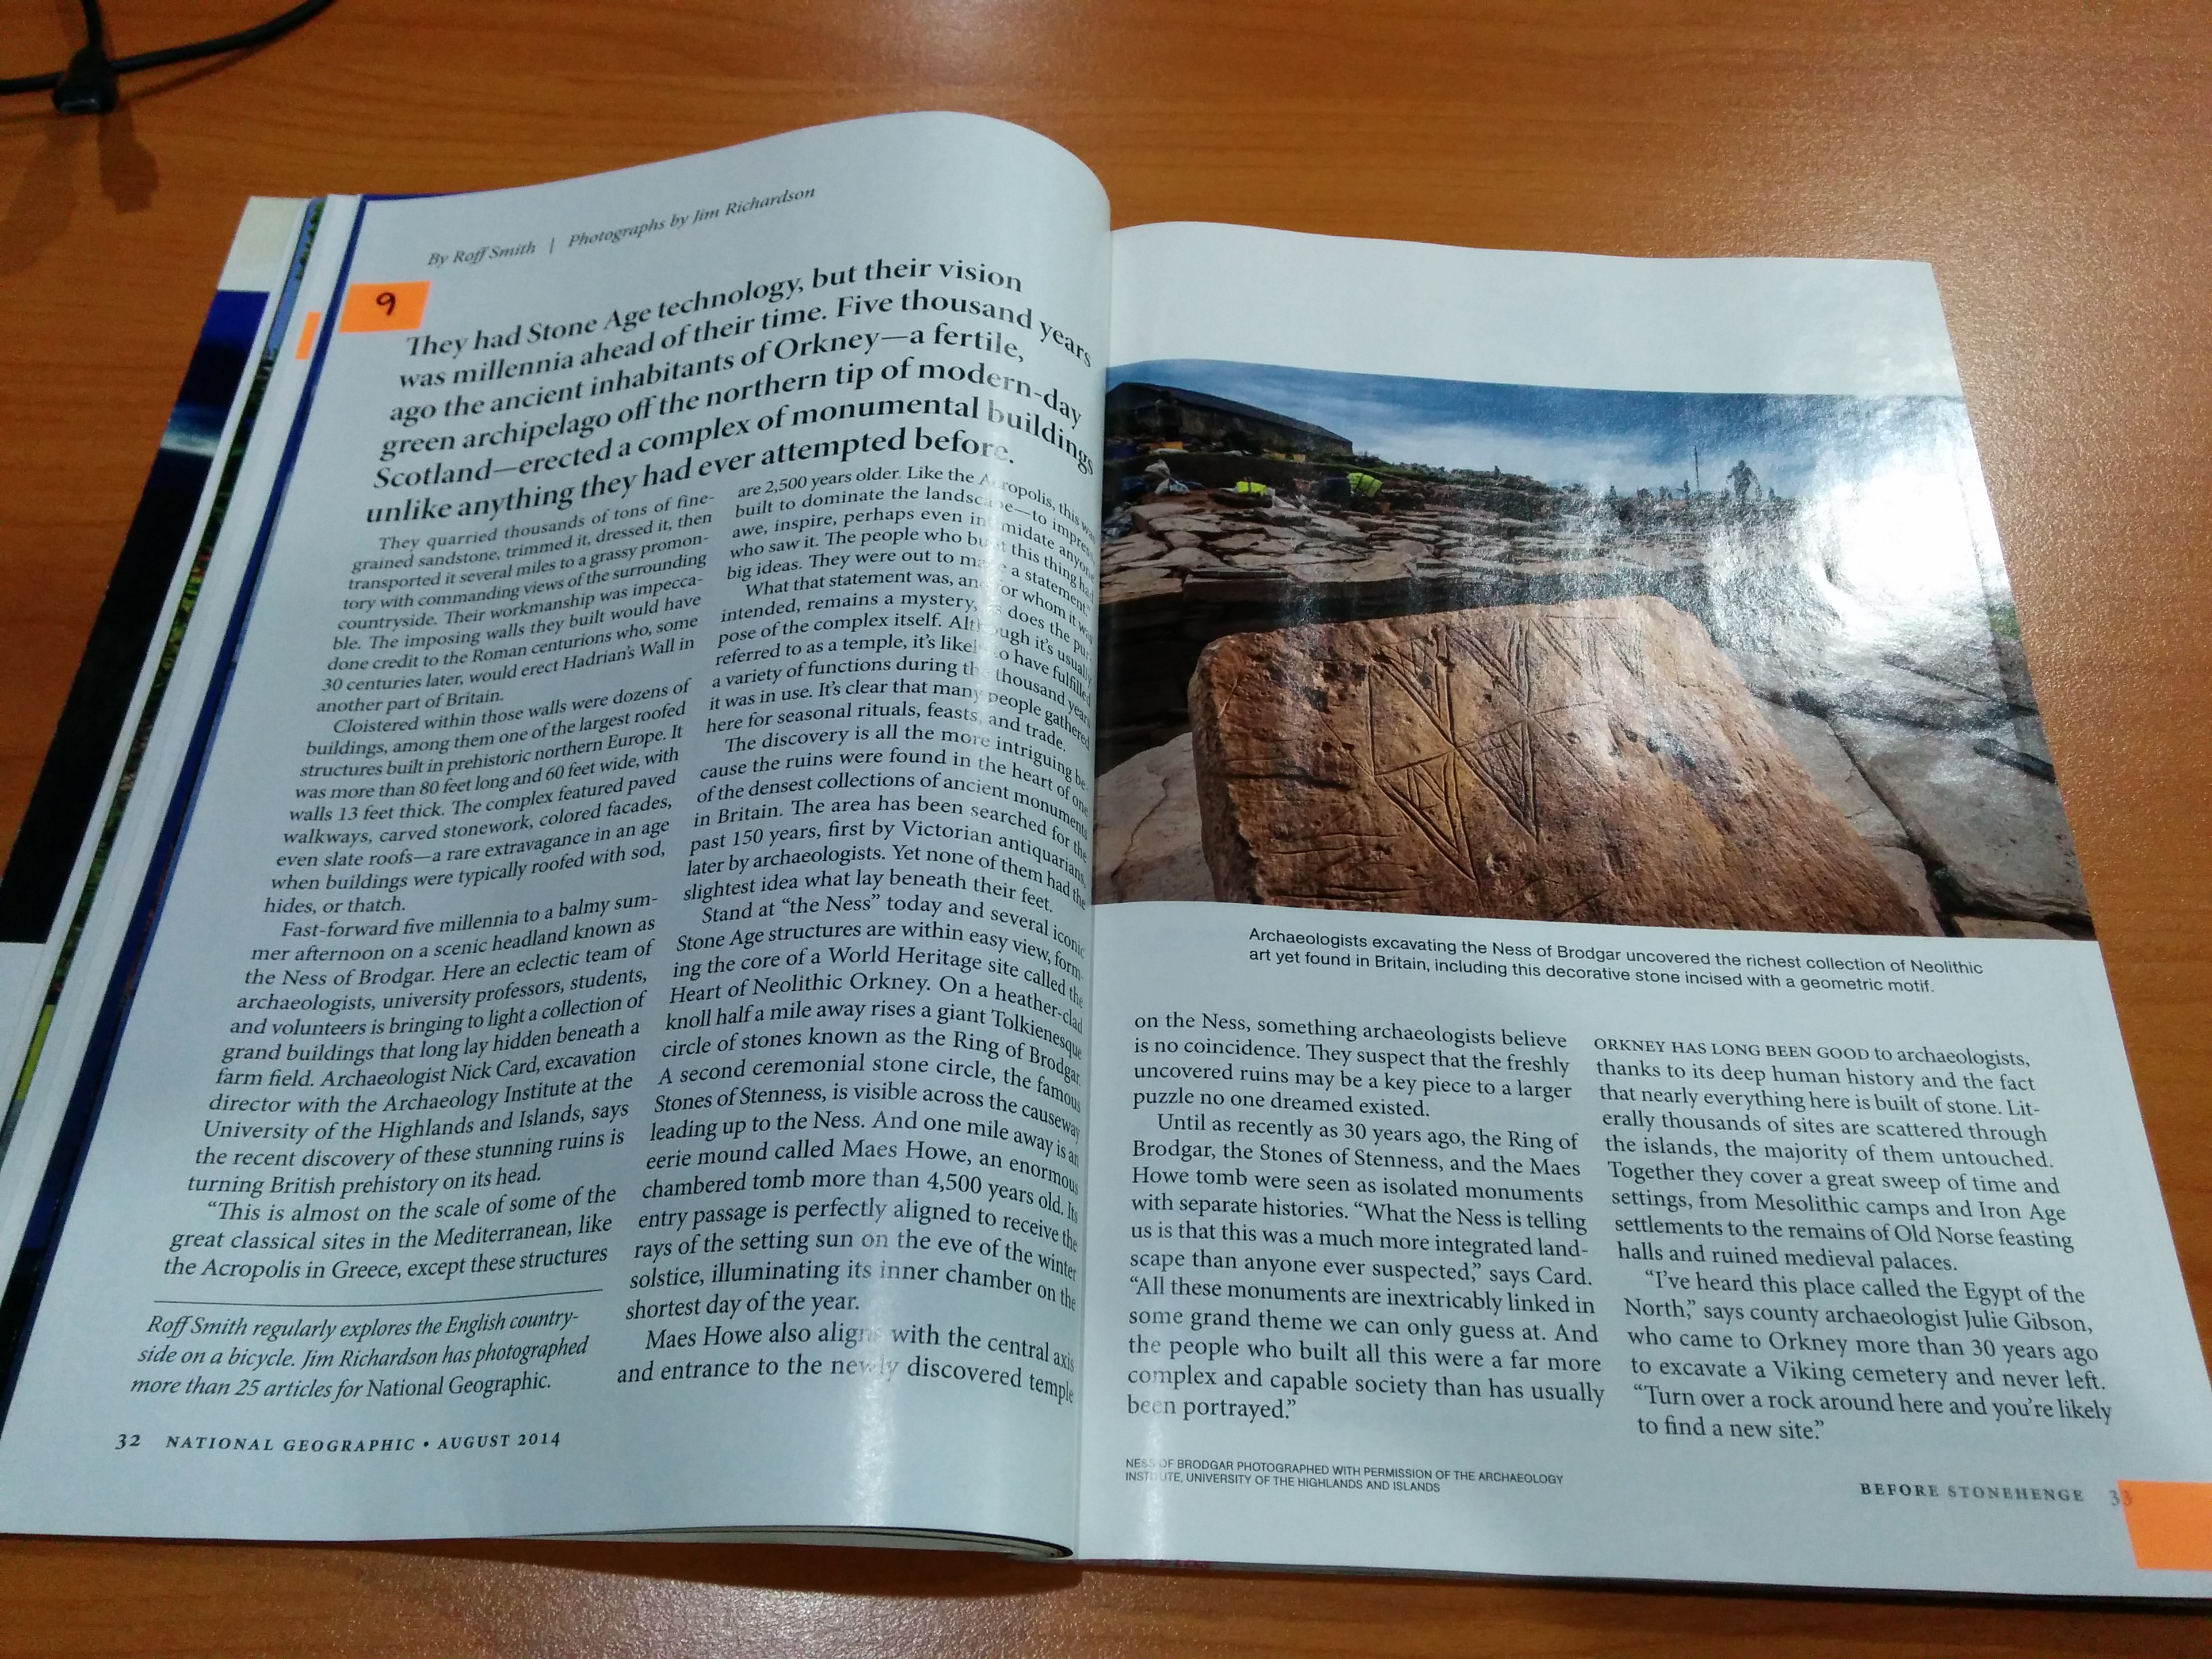 By Roff Smith | Photographs by Jim Richardson
9
They had Stone Age technology, but their vision
was millennia ahead of their time. Five thousand years
ago the ancient inhabitants of Orkney—a fertile,
green archipelago off the northern tip of modern-day
Scotland—erected a complex of monumental buildings
unlike anything they had ever attempted before.
They quarried thousands of tons of fine-
grained sandstone, trimmed it, dressed it, then
transported it several miles to a grassy promon-
tory with commanding views of the surrounding
countryside. Their workmanship was impecca-
ble. The imposing walls they built would have
done credit to the Roman centurions who, some
30 centuries later, would erect Hadrian's Wall in
another part of Britain.
Cloistered within those walls were dozens of
buildings, among them one of the largest roofed
structures built in prehistoric northern Europe. It
was more than 80 feet long and 60 feet wide, with
walls 13 feet thick. The complex featured paved
walkways, carved stonework, colored facades,
even slate roofs—a rare extravagance in an age
when buildings were typically roofed with sod,
hides, or thatch.
Fast-forward five millennia to a balmy sum-
mer afternoon on a scenic headland known as
the Ness of Brodgar. Here an eclectic team of
archaeologists, university professors, students,
and volunteers is bringing to light a collection of
grand buildings that long lay hidden beneath a
farm field. Archaeologist Nick Card, excavation
director with the Archaeology Institute at the
University of the Highlands and Islands, says
the recent discovery of these stunning ruins is
turning British prehistory on its head.
"This is almost on the scale of some of the
great classical sites in the Mediterranean, like
the Acropolis in Greece, except these structures
Roff Smith regularly explores the English country-
side on a bicycle. Jim Richardson has photographed
more than 25 articles for National Geographic.
32 NATIONAL GEOGRAPHIC • AUGUST 2014
are 2,500 years older. Like the Acropolis, this was
built to dominate the landscape—to impress,
awe, inspire, perhaps even intimidate anyone
who saw it. The people who built this thing had
big ideas. They were out to make a statement."
What that statement was, and for whom it was
intended, remains a mystery, as does the pur-
pose of the complex itself. Although it's usually
referred to as a temple, it's likely to have fulfilled
a variety of functions during the thousand years
it was in use. It's clear that many people gathered
here for seasonal rituals, feasts, and trade.
The discovery is all the more intriguing be-
cause the ruins were found in the heart of one
of the densest collections of ancient monuments
in Britain. The area has been searched for the
past 150 years, first by Victorian antiquarians,
later by archaeologists. Yet none of them had the
slightest idea what lay beneath their feet.
Stand at "the Ness" today and several iconic
Stone Age structures are within easy view, form-
ing the core of a World Heritage site called the
Heart of Neolithic Orkney. On a heather-clad
knoll half a mile away rises a giant Tolkienesque
circle of stones known as the Ring of Brodgar.
A second ceremonial stone circle, the famous
Stones of Stenness, is visible across the causeway
leading up to the Ness. And one mile away is an
eerie mound called Maes Howe, an enormous
chambered tomb more than 4,500 years old. Its
entry passage is perfectly aligned to receive the
rays of the setting sun on the eve of the winter
solstice, illuminating its inner chamber on the
shortest day of the year.
Maes Howe also aligns with the central axis
and entrance to the newly discovered temple
Archaeologists excavating the Ness of Brodgar uncovered the richest collection of Neolithic
art yet found in Britain, including this decorative stone incised with a geometric motif.
on the Ness, something archaeologists believe
is no coincidence. They suspect that the freshly
uncovered ruins may be a key piece to a larger
puzzle no one dreamed existed.
Until as recently as 30 years ago, the Ring of
Brodgar, the Stones of Stenness, and the Maes
Howe tomb were seen as isolated monuments
with separate histories. "What the Ness is telling
us is that this was a much more integrated land-
scape than anyone ever suspected," says Card.
"All these monuments are inextricably linked in
some grand theme we can only guess at. And
the people who built all this were a far more
complex and capable society than has usually
been portrayed."
ORKNEY HAS LONG BEEN GOOD to archaeologists,
thanks to its deep human history and the fact
that nearly everything here is built of stone. Lit-
erally thousands of sites are scattered through
the islands, the majority of them untouched.
Together they cover a great sweep of time and
settings, from Mesolithic camps and Iron Age
settlements to the remains of Old Norse feasting
halls and ruined medieval palaces.
"I've heard this place called the Egypt of the
North," says county archaeologist Julie Gibson,
who came to Orkney more than 30 years ago
to excavate a Viking cemetery and never left.
"Turn over a rock around here and you're likely
to find a new site."
NESS OF BRODGAR PHOTOGRAPHED WITH PERMISSION OF THE ARCHAEOLOGY
INSTITUTE, UNIVERSITY OF THE HIGHLANDS AND ISLANDS
BEFORE STONEHENGE 33